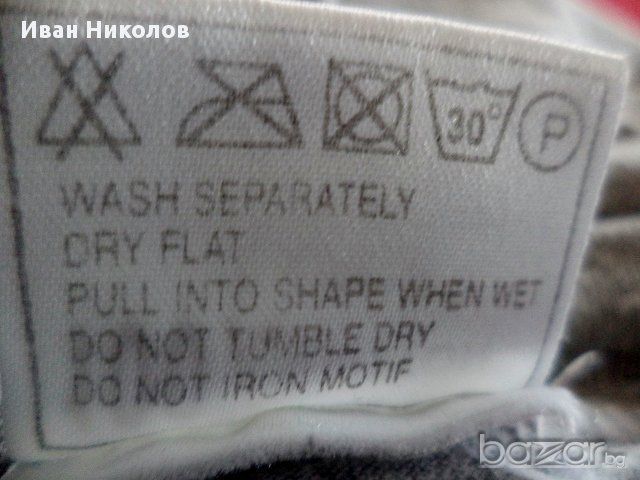 Иван Николов
30°
P
WASH SEPARATELY
DRY FLAT
PULL INTO SHAPE WHEN WET
DO NOT TUMBLE DRY
DO NOT IRON MOTIF
bazar.bg